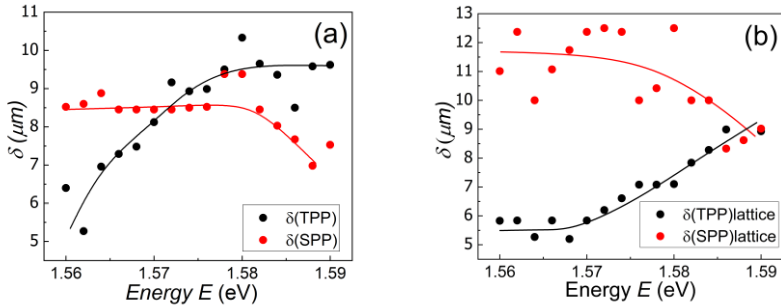 (a)
11
10
9
8
7
6
5
δ (μm)
1.56
1.57
1.58
1.59
Energy E (eV)
δ(TPP)
δ(SPP)
(b)
13
12
11
10
9
8
7
6
5
δ (μm)
1.56
1.57
1.58
1.59
Energy E (eV)
δ(TPP)lattice
δ(SPP)lattice